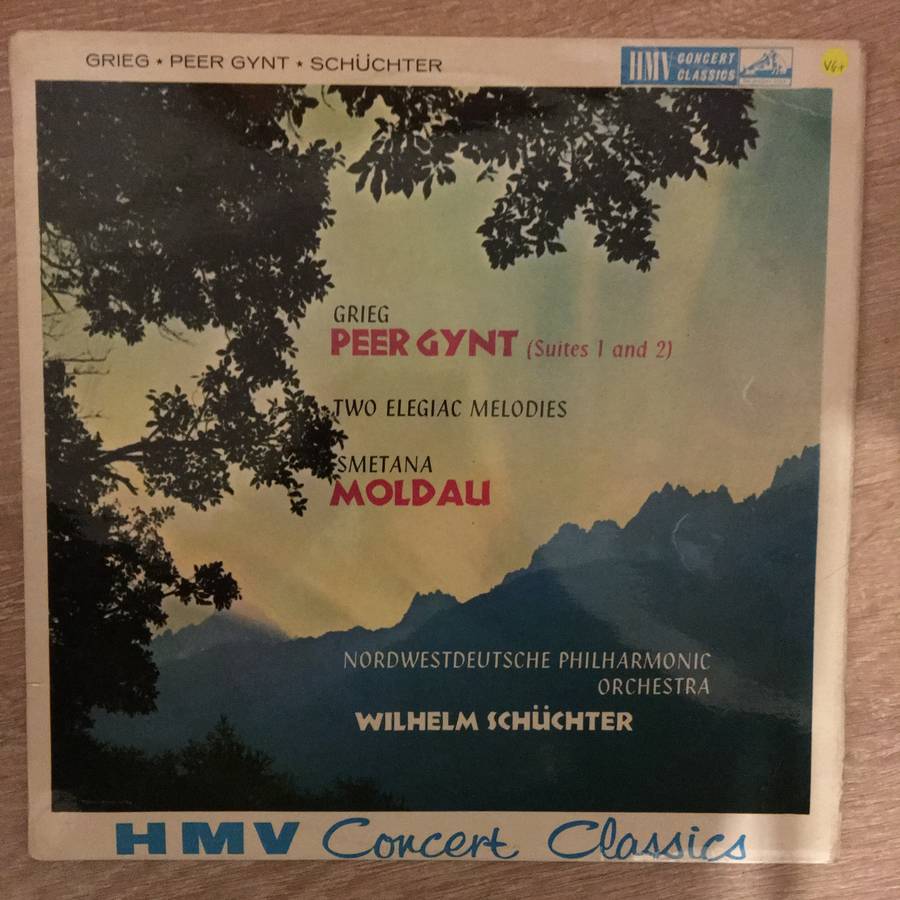 GRIEG ★ PEER GYNT ★ SCHÜCHTER
HMV CONCERT CLASSICS
VG+
GRIEG
PEER GYNT (Suites 1 and 2)
TWO ELEGIAC MELODIES
SMETANA
MOLDAU
NORDWESTDEUTSCHE PHILHARMONIC
ORCHESTRA
WILHELM SCHÜCHTER
HMV Concert Classics